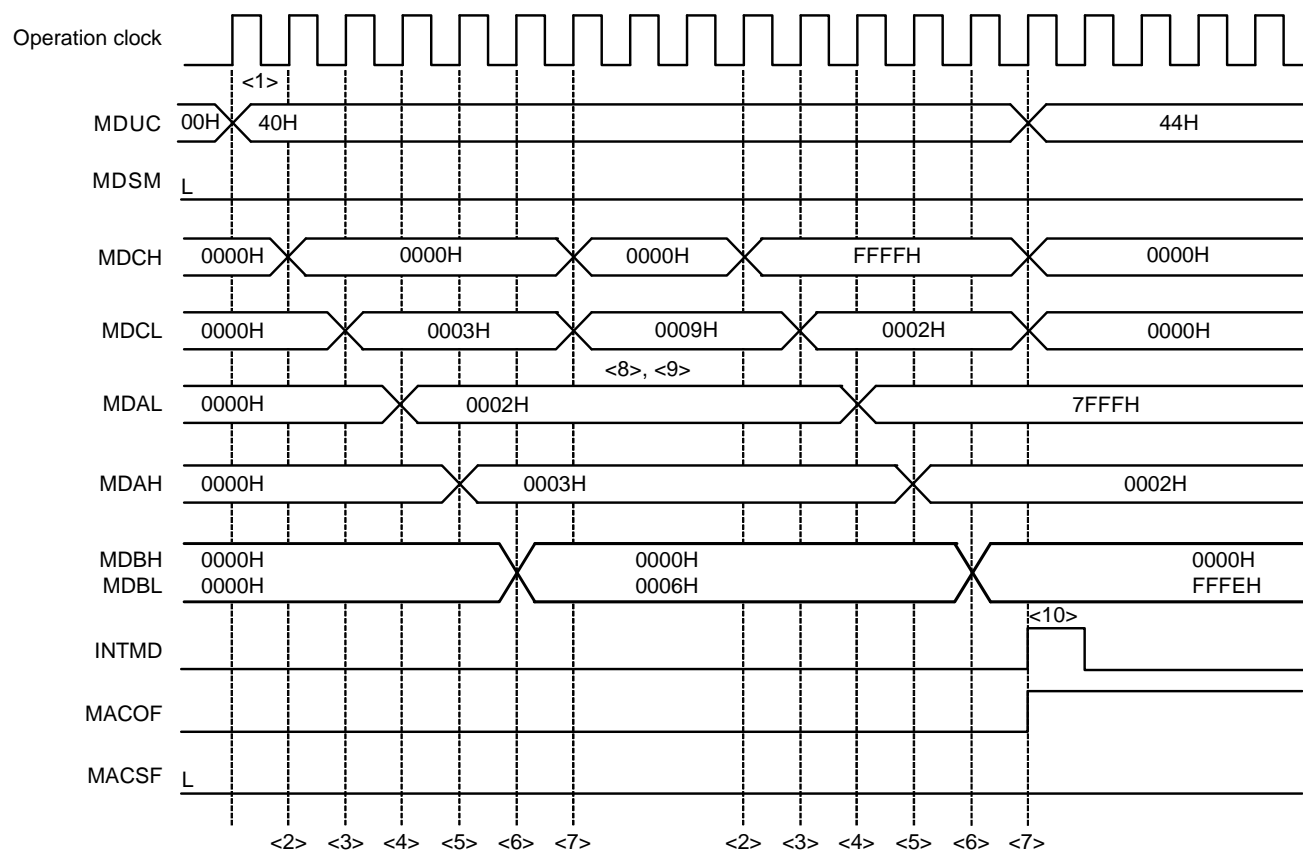 Operation clock
<1>
MDUC 00H 40H 44H
MDSM L
MDCH 0000H 0000H 0000H FFFFH 0000H
MDCL 0000H 0003H 0009H 0002H 0000H
<8>, <9>
MDAL 0000H 0002H 7FFFH
MDAH 0000H 0003H 0002H
MDBH 0000H 0000H 0000H
MDBL 0000H 0006H FFFEH
<10>
INTMD
MACOF
MACSF L
<2> <3> <4> <5> <6> <7> <2> <3> <4> <5> <6> <7>